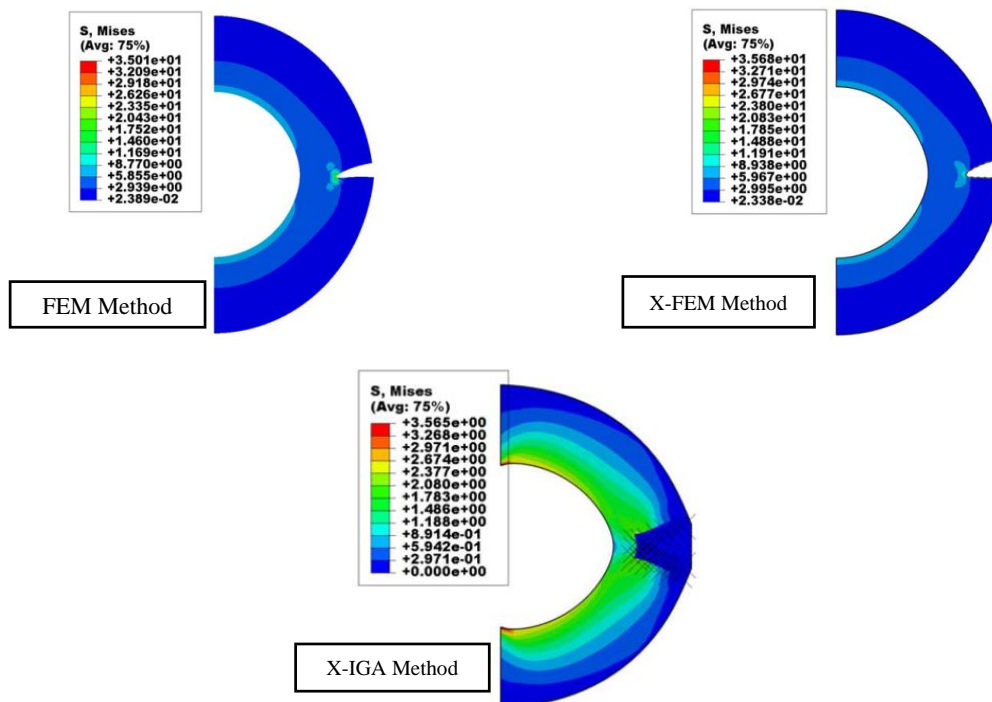 S, Mises
(Avg: 75%)
+3.501e+01
+3.209e+01
+2.918e+01
+2.626e+01
+2.335e+01
+2.043e+01
+1.752e+01
+1.460e+01
+1.169e+01
+8.770e+00
+5.855e+00
+2.939e+00
+2.389e-02
FEM Method
S, Mises
(Avg: 75%)
+3.568e+01
+3.271e+01
+2.974e+01
+2.677e+01
+2.380e+01
+2.083e+01
+1.785e+01
+1.488e+01
+1.191e+01
+8.938e+00
+5.967e+00
+2.995e+00
+2.338e-02
X-FEM Method
S, Mises
(Avg: 75%)
+3.565e+00
+3.268e+00
+2.971e+00
+2.674e+00
+2.377e+00
+2.080e+00
+1.783e+00
+1.486e+00
+1.188e+00
+8.914e-01
+5.942e-01
+2.971e-01
+0.000e+00
X-IGA Method